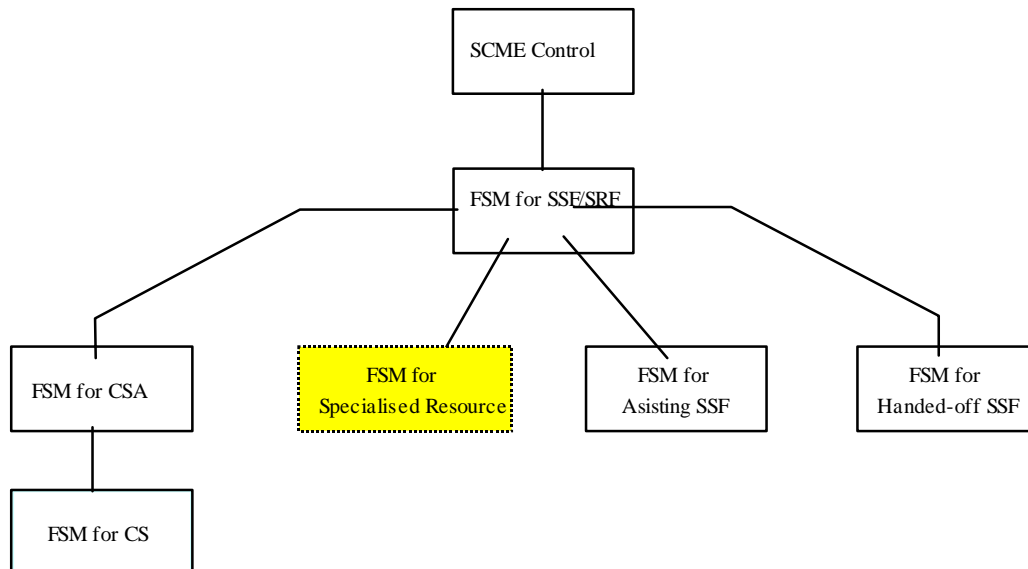 SCME Control
FSM for SSF/SRF
FSM for CSA
FSM for
Specialised Resource
FSM for
Asisting SSF
FSM for
Handed-off SSF
FSM for CS